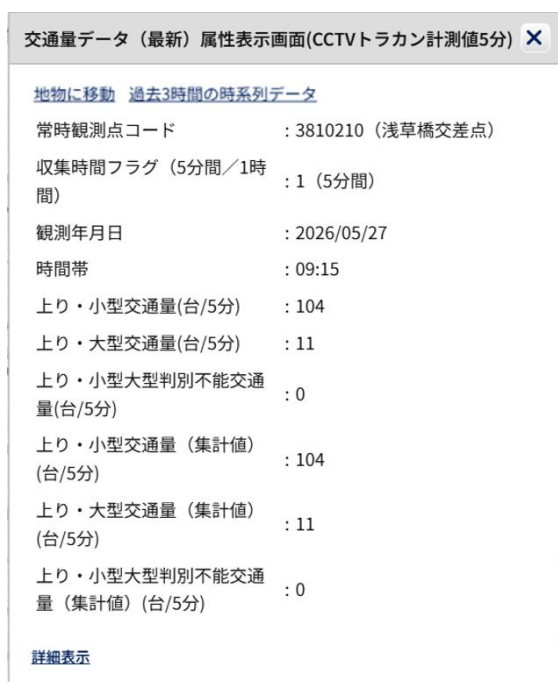 交通量データ（最新）属性表示画面(CCTVトラカン計測値5分)
地物に移動 過去3時間の時系列データ
常時観測点コード : 3810210（浅草橋交差点）
収集時間フラグ（5分間／1時
間） : 1（5分間）
観測年月日 : 2026/05/27
時間帯 : 09:15
上り・小型交通量(台/5分) : 104
上り・大型交通量(台/5分) : 11
上り・小型大型判別不能交通
量(台/5分) : 0
上り・小型交通量（集計値）
(台/5分) : 104
上り・大型交通量（集計値）
(台/5分) : 11
上り・小型大型判別不能交通
量（集計値）(台/5分) : 0
詳細表示